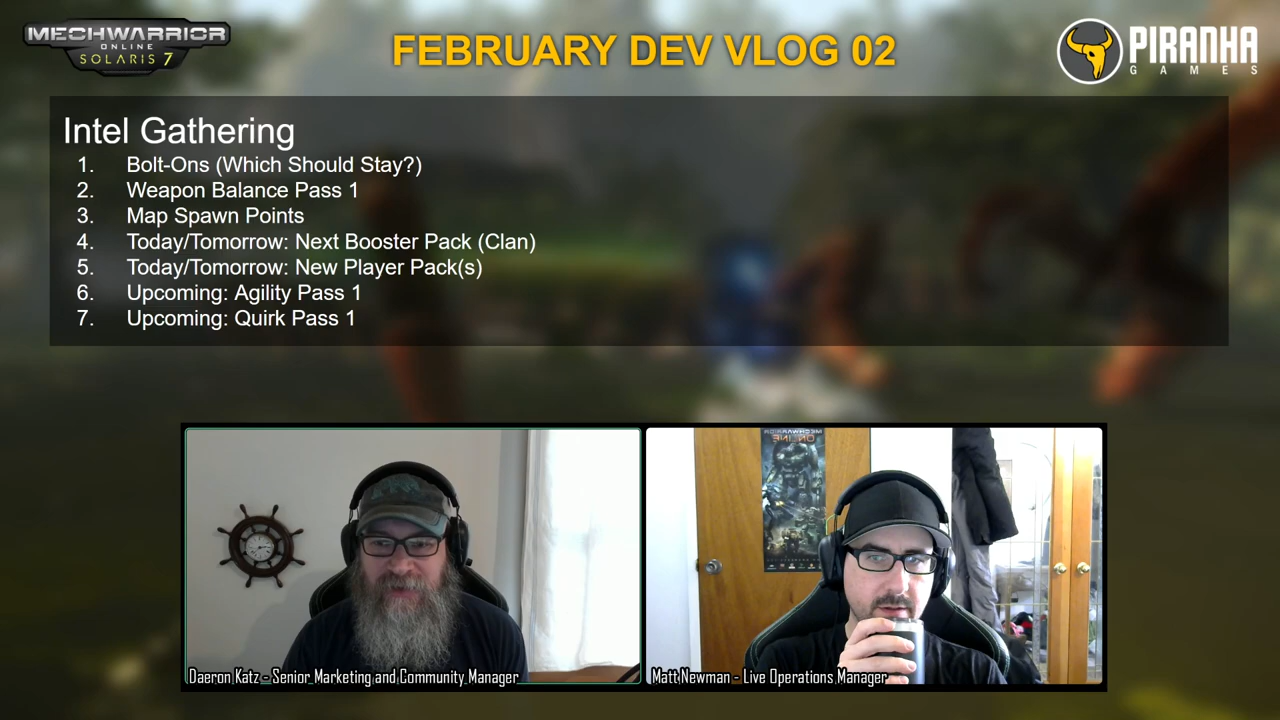 MECHWARRIOR
ONLINE
SOLARIS 7
FEBRUARY DEV VLOG 02
PIRANHA
GAMES
Intel Gathering
1. Bolt-Ons (Which Should Stay?)
2. Weapon Balance Pass 1
3. Map Spawn Points
4. Today/Tomorrow: Next Booster Pack (Clan)
5. Today/Tomorrow: New Player Pack(s)
6. Upcoming: Agility Pass 1
7. Upcoming: Quirk Pass 1
MECHWARRIOR
ONLINE
Daeron Katz - Senior Marketing and Community Manager
Matt Newman - Live Operations Manager